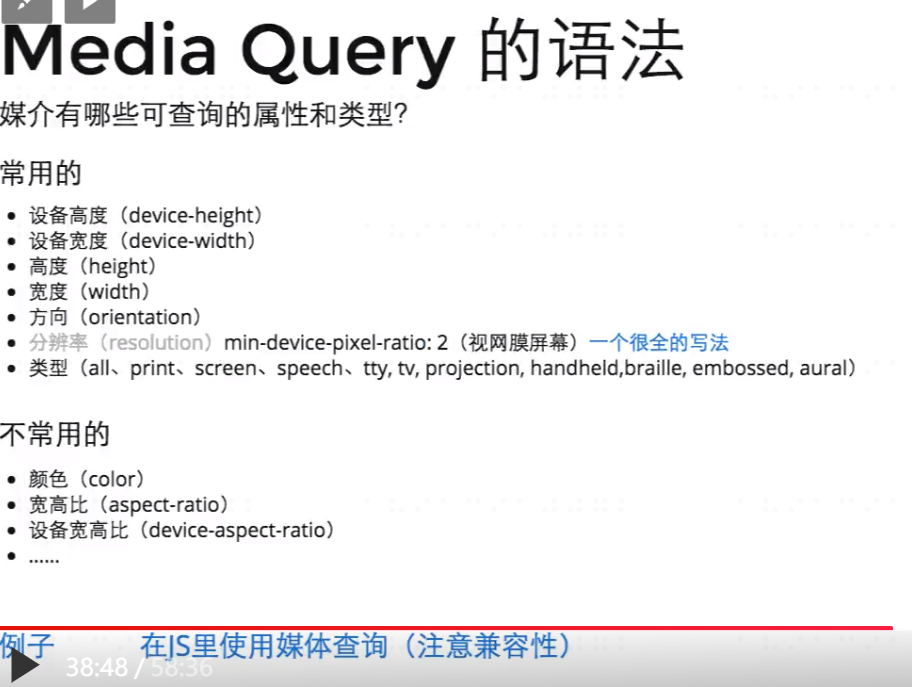 Media Query 的语法
媒介有哪些可查询的属性和类型？
常用的
设备高度（device-height）
设备宽度（device-width）
高度（height）
宽度（width）
方向（orientation）
分辨率（resolution）min-device-pixel-ratio: 2（视网膜屏幕）一个很全的写法
类型（all、print、screen、speech、tty, tv, projection, handheld,braille, embossed, aural）
不常用的
颜色（color）
宽高比（aspect-ratio）
设备宽高比（device-aspect-ratio）
......
例子 在JS里使用媒体查询（注意兼容性）
38:48 / 58:36